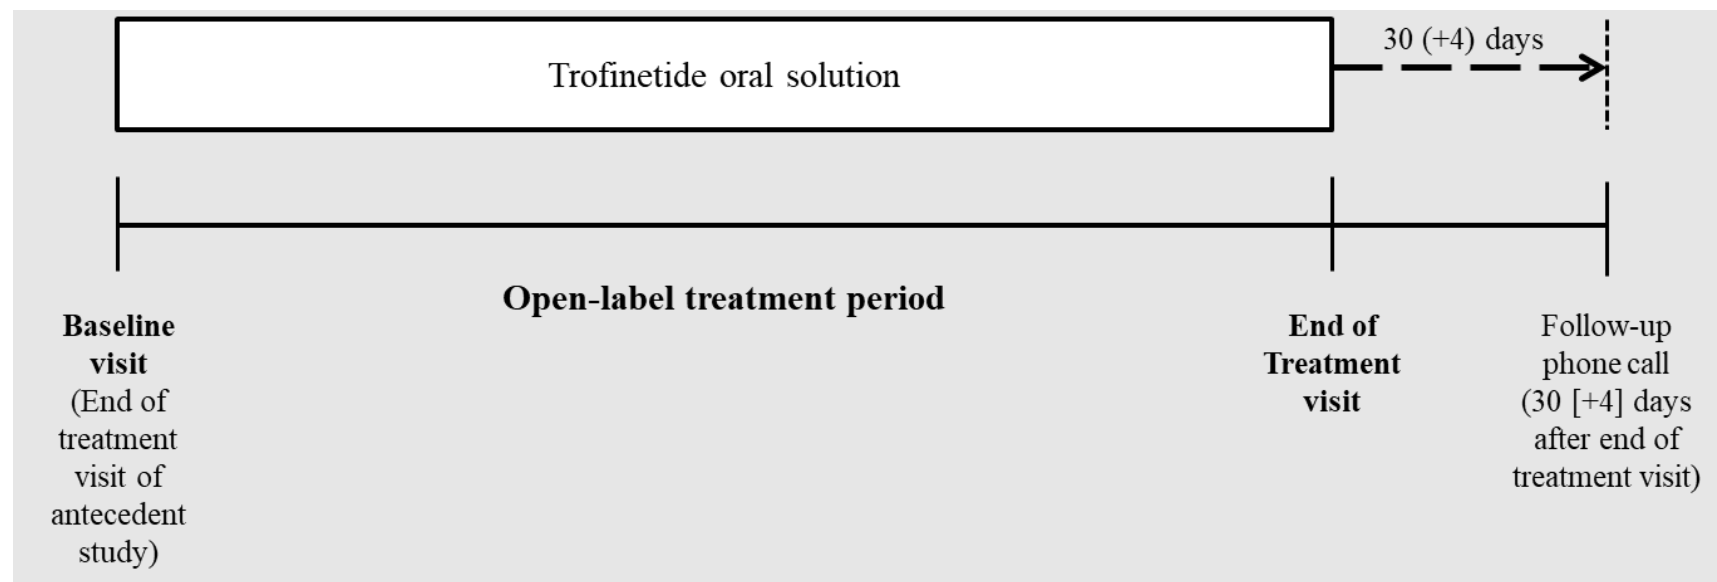 30 (+4) days
Trofinetide oral solution
Open-label treatment period
Baseline
visit
(End of
treatment
visit of
antecedent
study)
End of
Treatment
visit
Follow-up
phone call
(30 [+4] days
after end of
treatment visit)